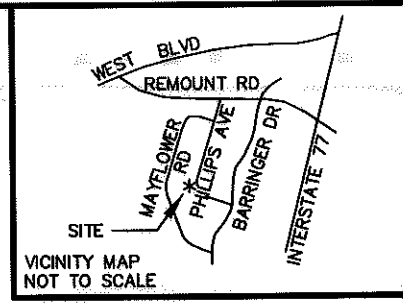 WEST BLVD
REMOUNT RD
MAYFLOWER RD
PHILLIPS AVE
BARRINGER DR
INTERSTATE 77
SITE
VICINITY MAP
NOT TO SCALE